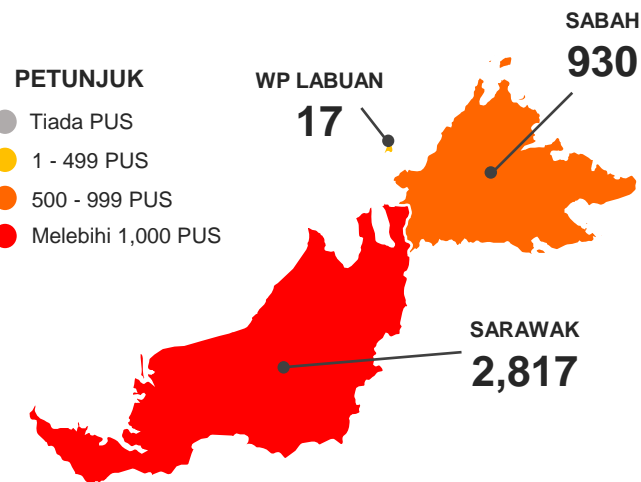 SABAH
930
WP LABUAN
17
PETUNJUK
Tiada PUS
1 - 499 PUS
500 - 999 PUS
Melebihi 1,000 PUS
SARAWAK
2,817